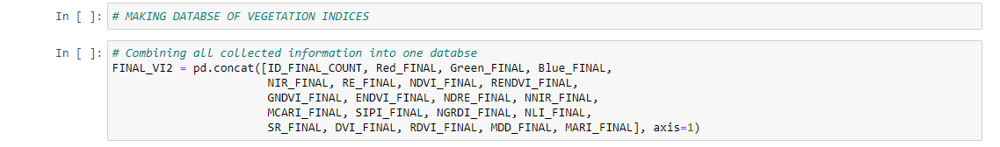 In [ ]: # MAKING DATABSE OF VEGETATION INDICES
In [ ]: # Combining all collected information into one databse
FINAL_VI2 = pd.concat([ID_FINAL_COUNT, Red_FINAL, Green_FINAL, Blue_FINAL,
NIR_FINAL, RE_FINAL, NDVI_FINAL, RENDVI_FINAL,
GNDVI_FINAL, ENDVI_FINAL, NDRE_FINAL, NNIR_FINAL,
MCARI_FINAL, SIPI_FINAL, NGRDI_FINAL, NLI_FINAL,
SR_FINAL, DVI_FINAL, RDVI_FINAL, MDD_FINAL, MARI_FINAL], axis=1)